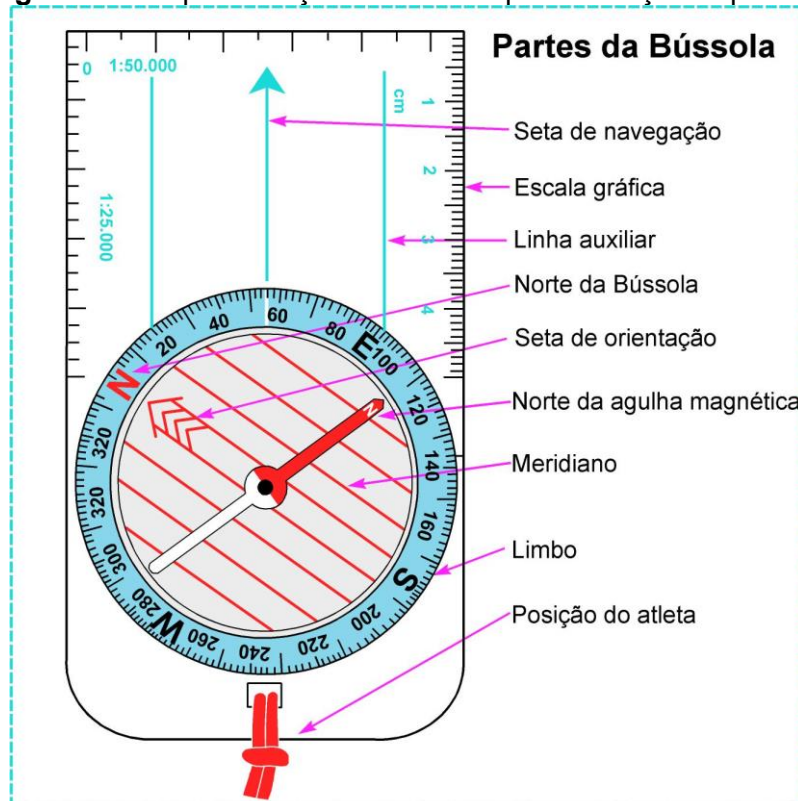 Partes da Bússola
0 1:50.000
cm
1
2
3
4
1:25.000
Seta de navegação
Escala gráfica
Linha auxiliar
Norte da Bússola
Seta de orientação
Norte da agulha magnética
Meridiano
Limbo
Posição do atleta
N
20
40
60
80
E
100
120
140
160
S
200
220
240
260
W
280
300
320
320
N